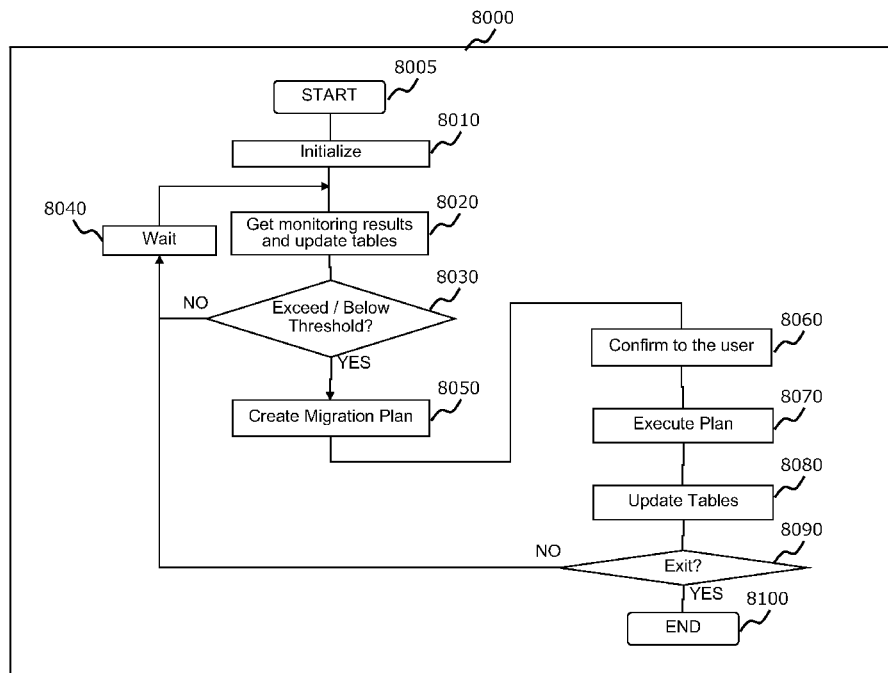 8000
8005
START
8010
Initialize
8040
Wait
8020
Get monitoring results
and update tables
8030
NO
Exceed / Below
Threshold?
YES
8050
Create Migration Plan
8060
Confirm to the user
8070
Execute Plan
8080
Update Tables
8090
NO
Exit?
YES
8100
END